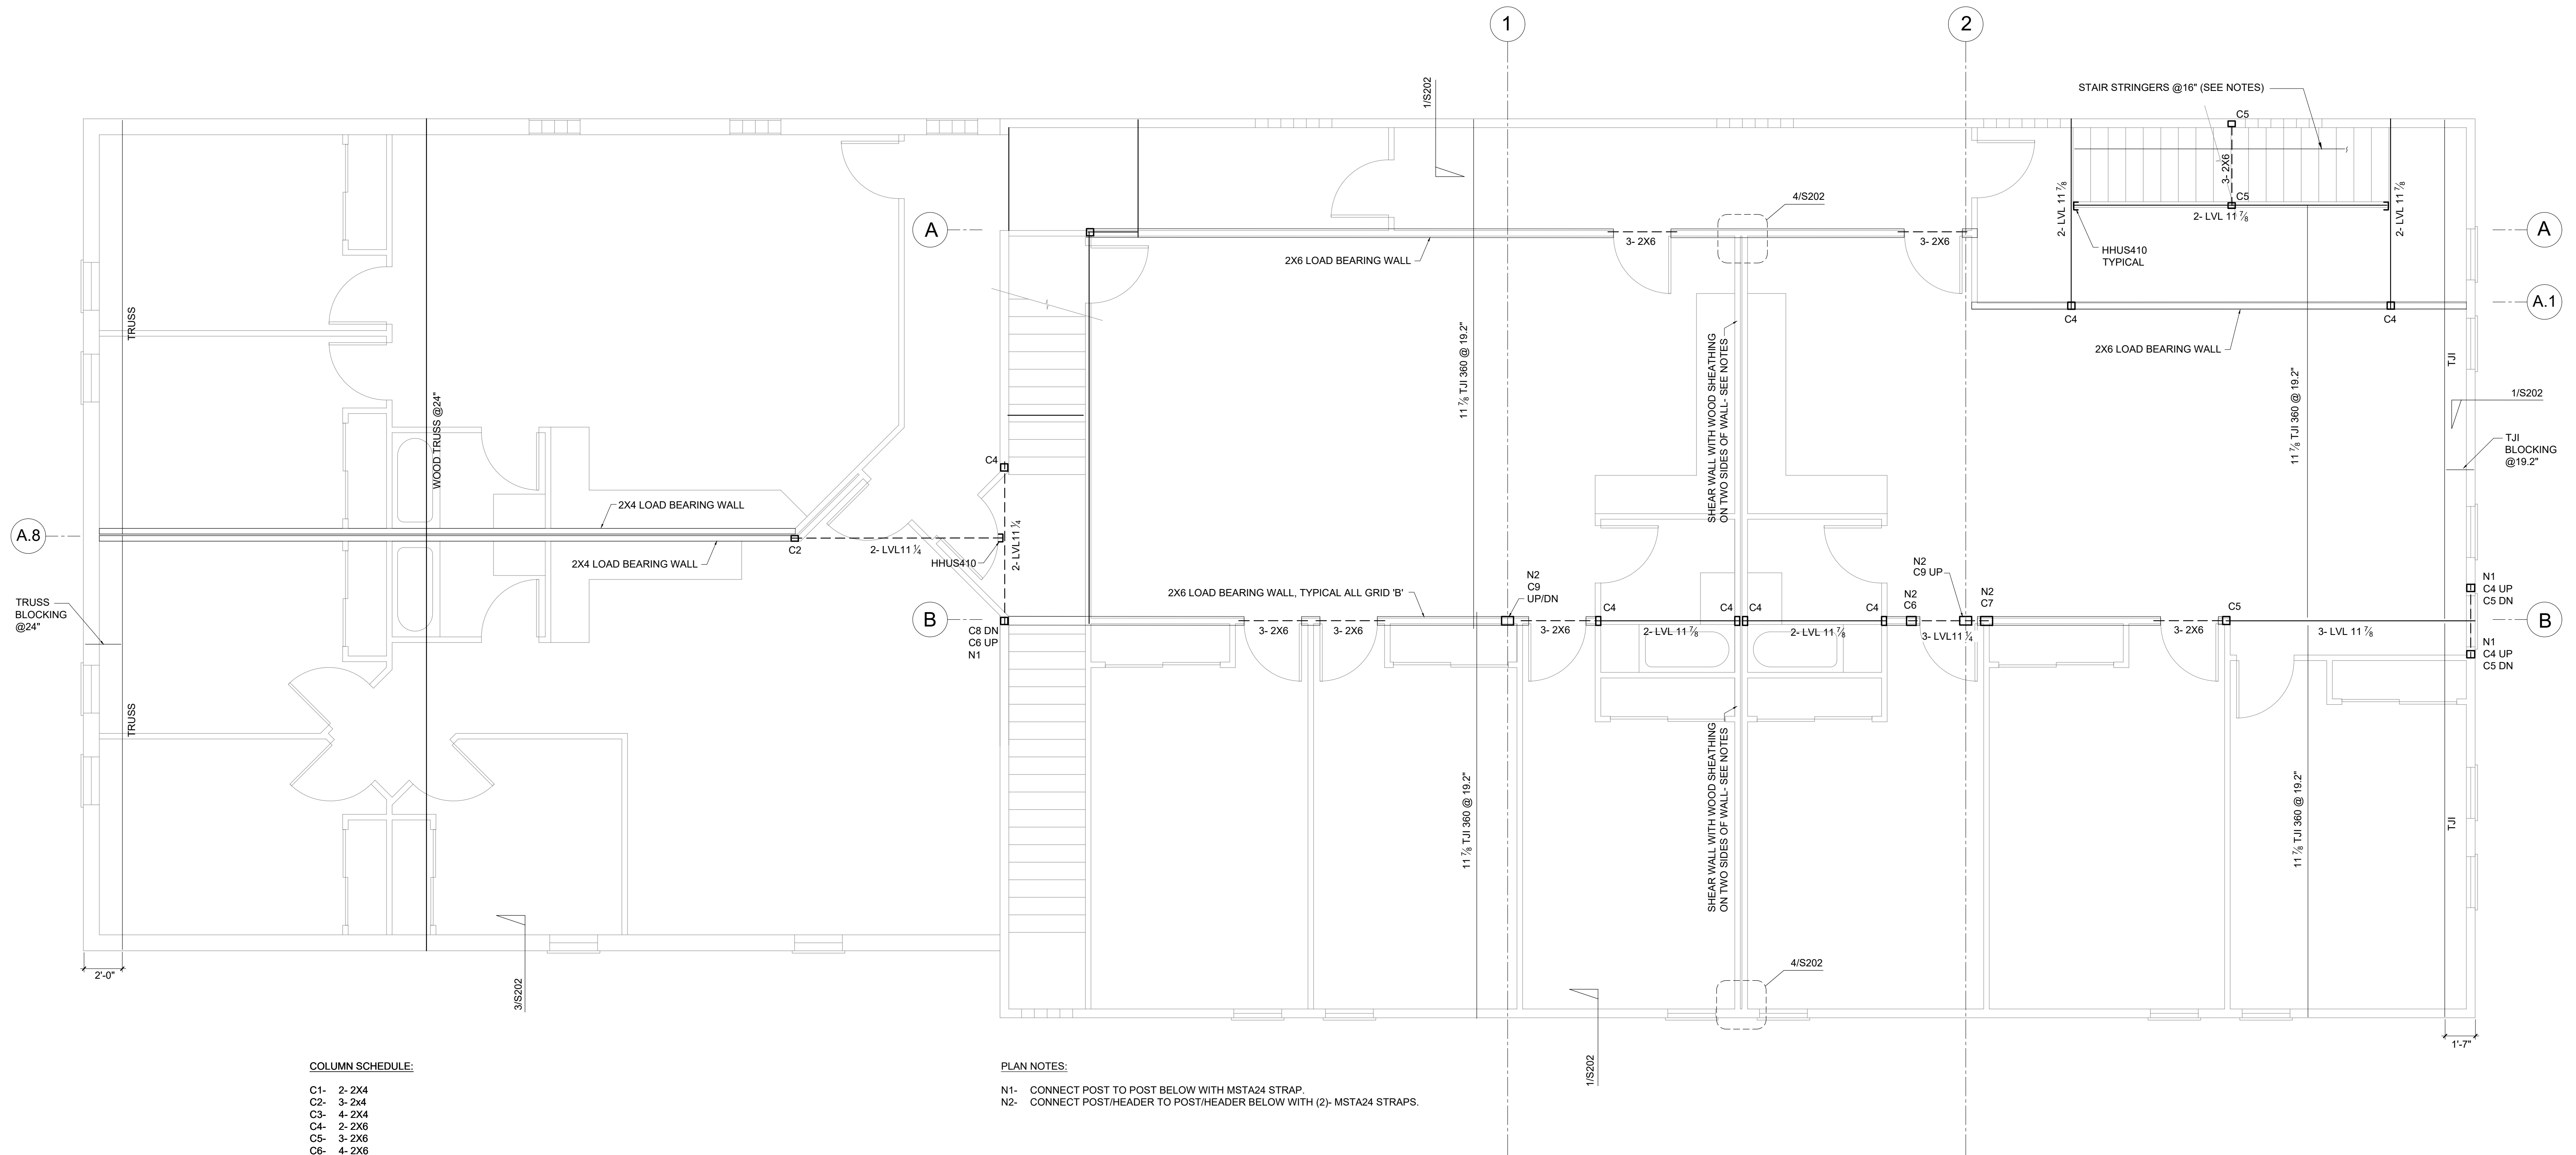 1
2
STAIR STRINGERS @16" (SEE NOTES)
1/S202
C5
3- 2X6
4/S202
2- LVL 11 7/8
C5
2- LVL 11 7/8
2- LVL 11 7/8
A
A
3- 2X6
3- 2X6
HHUS410
TYPICAL
2X6 LOAD BEARING WALL
A.1
C4
C4
2X6 LOAD BEARING WALL
TRUSS
WOOD TRUSS @24"
11 7/8 TJI 360 @ 19.2"
SHEAR WALL WITH WOOD SHEATHING
ON TWO SIDES OF WALL- SEE NOTES
11 7/8 TJI 360 @ 19.2"
TJI
1/S202
TJI
BLOCKING
@19.2"
C4
2X4 LOAD BEARING WALL
A.8
C2
2- LVL11 1/4
2- LVL11 1/4
HHUS410
2X4 LOAD BEARING WALL
TRUSS
BLOCKING
@24"
N2
C9
UP/DN
N2
C9 UP
N2
C6
N2
C7
N1
C4 UP
C5 DN
2X6 LOAD BEARING WALL, TYPICAL ALL GRID 'B'
C4
C4
C4
C4
C5
B
B
C8 DN
C6 UP
N1
3- 2X6
3- 2X6
3- 2X6
2- LVL 11 7/8
2- LVL 11 7/8
3- LVL11 1/4
3- 2X6
3- LVL 11 7/8
N1
C4 UP
C5 DN
TRUSS
11 7/8 TJI 360 @ 19.2"
SHEAR WALL WITH WOOD SHEATHING
ON TWO SIDES OF WALL- SEE NOTES
11 7/8 TJI 360 @ 19.2"
TJI
2'-0"
3/S202
4/S202
1/S202
1'-7"
COLUMN SCHEDULE:
C1- 2- 2X4
C2- 3- 2x4
C3- 4- 2X4
C4- 2- 2X6
C5- 3- 2X6
C6- 4- 2X6
PLAN NOTES:
N1- CONNECT POST TO POST BELOW WITH MSTA24 STRAP.
N2- CONNECT POST/HEADER TO POST/HEADER BELOW WITH (2)- MSTA24 STRAPS.